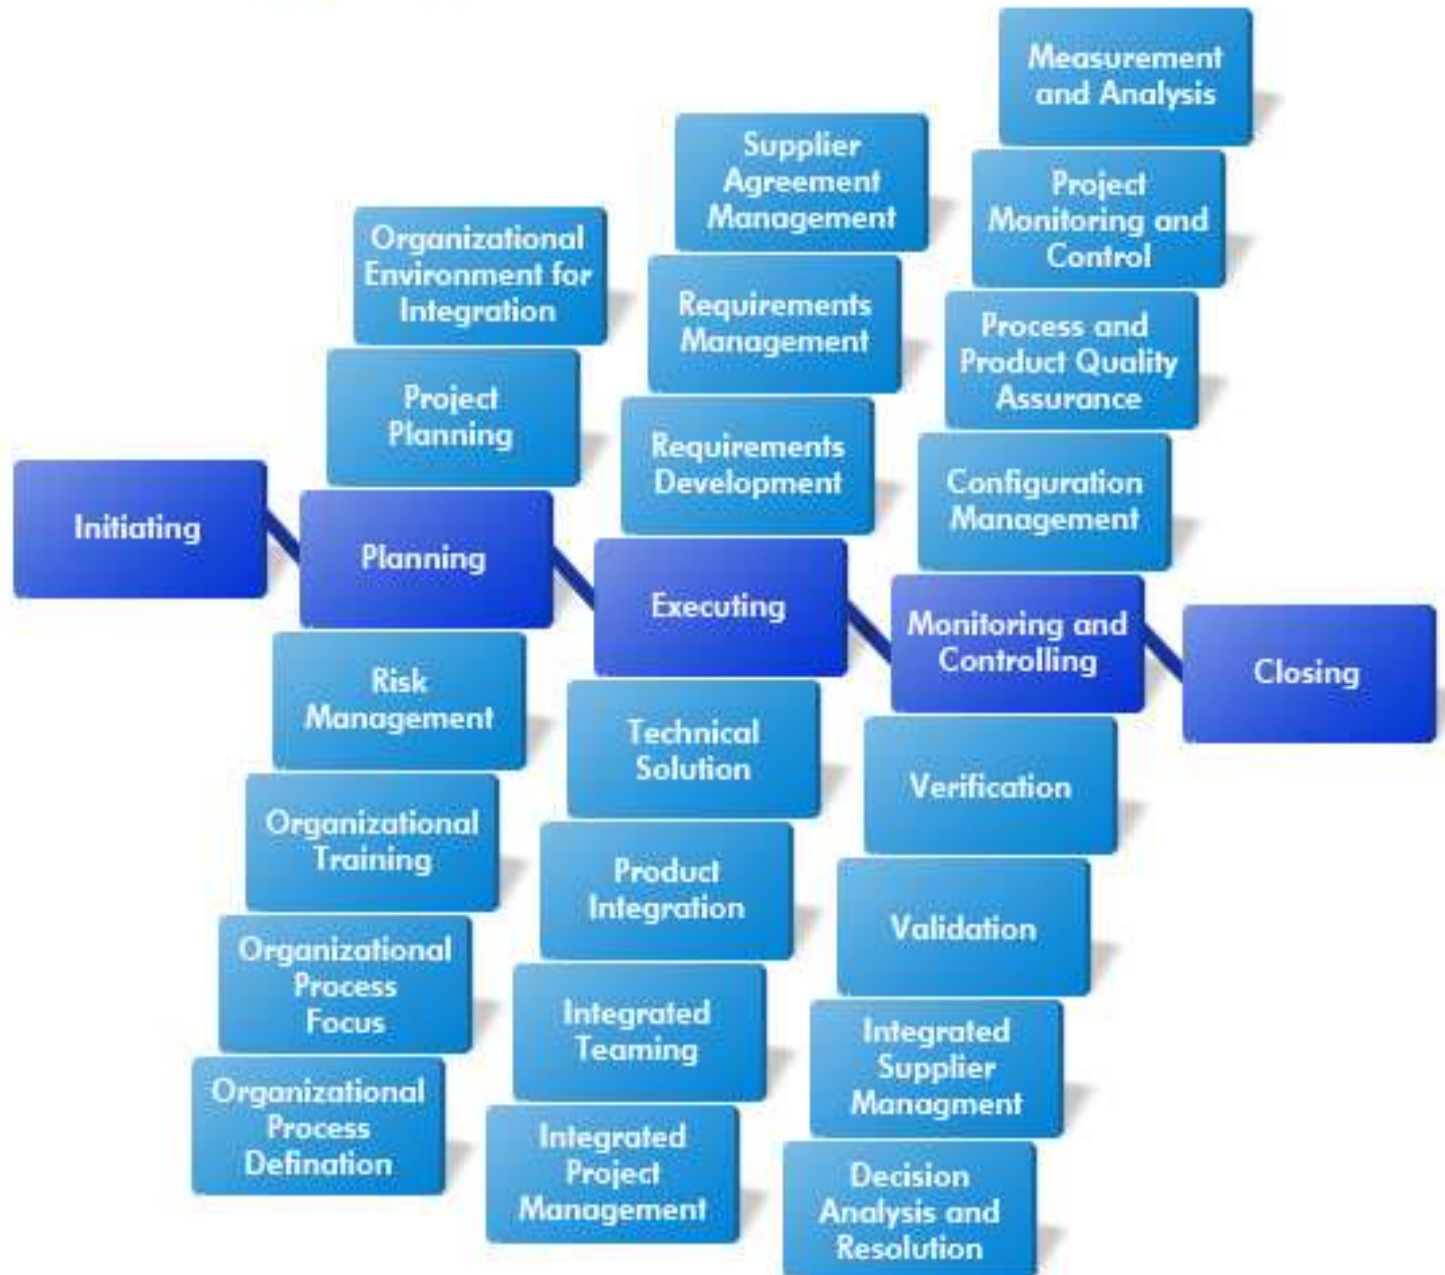 Initiating
Organizational
Environment for
Integration
Project
Planning
Planning
Risk
Management
Organizational
Training
Organizational
Process
Focus
Organizational
Process
Defination
Supplier
Agreement
Management
Requirements
Management
Requirements
Development
Executing
Technical
Solution
Product
Integration
Integrated
Teaming
Integrated
Project
Management
Measurement
and Analysis
Project
Monitoring and
Control
Process and
Product Quality
Assurance
Configuration
Management
Monitoring and
Controlling
Verification
Validation
Integrated
Supplier
Managment
Decision
Analysis and
Resolution
Closing